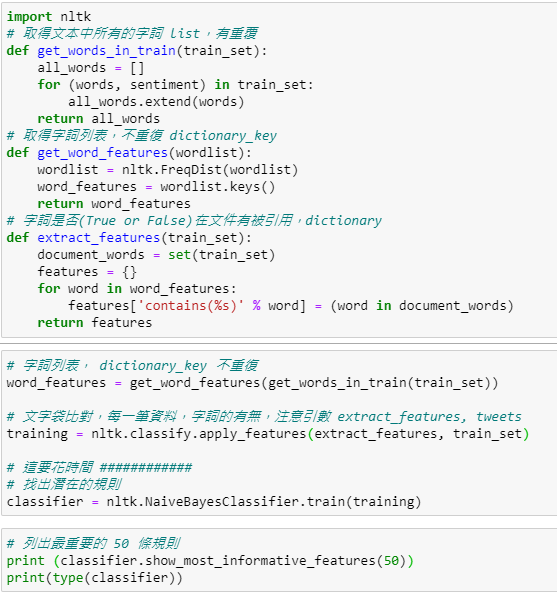 import nltk
# 取得文本中所有的字詞 list，有重覆
def get_words_in_train(train_set):
    all_words = []
    for (words, sentiment) in train_set:
        all_words.extend(words)
    return all_words
# 取得字詞列表，不重復 dictionary_key
def get_word_features(wordlist):
    wordlist = nltk.FreqDist(wordlist)
    word_features = wordlist.keys()
    return word_features
# 字詞是否(True or False)在文件有被引用，dictionary
def extract_features(train_set):
    document_words = set(train_set)
    features = {}
    for word in word_features:
        features['contains(%s)' % word] = (word in document_words)
    return features
# 字詞列表， dictionary_key 不重復
word_features = get_word_features(get_words_in_train(train_set))
# 文字袋比對，每一筆資料，字詞的有無，注意引數 extract_features, tweets
training = nltk.classify.apply_features(extract_features, train_set)
# 這要花時間 ############
# 找出潛在的規則
classifier = nltk.NaiveBayesClassifier.train(training)
# 列出最重要的 50 條規則
print (classifier.show_most_informative_features(50))
print(type(classifier))